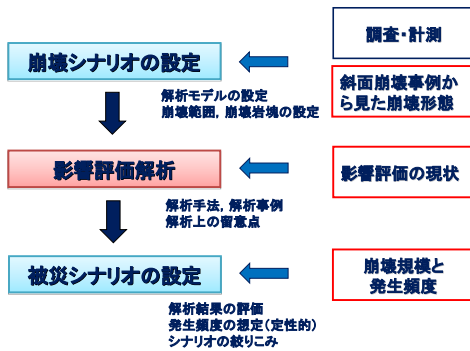 崩壊シナリオの設定
調査・計測
斜面崩壊事例か
ら見た崩壊形態
解析モデルの設定
崩壊範囲，崩壊岩塊の設定
影響評価解析
影響評価の現状
解析手法，解析事例
解析上の留意点
被災シナリオの設定
崩壊規模と
発生頻度
解析結果の評価
発生頻度の想定(定性的)
シナリオの絞りこみ